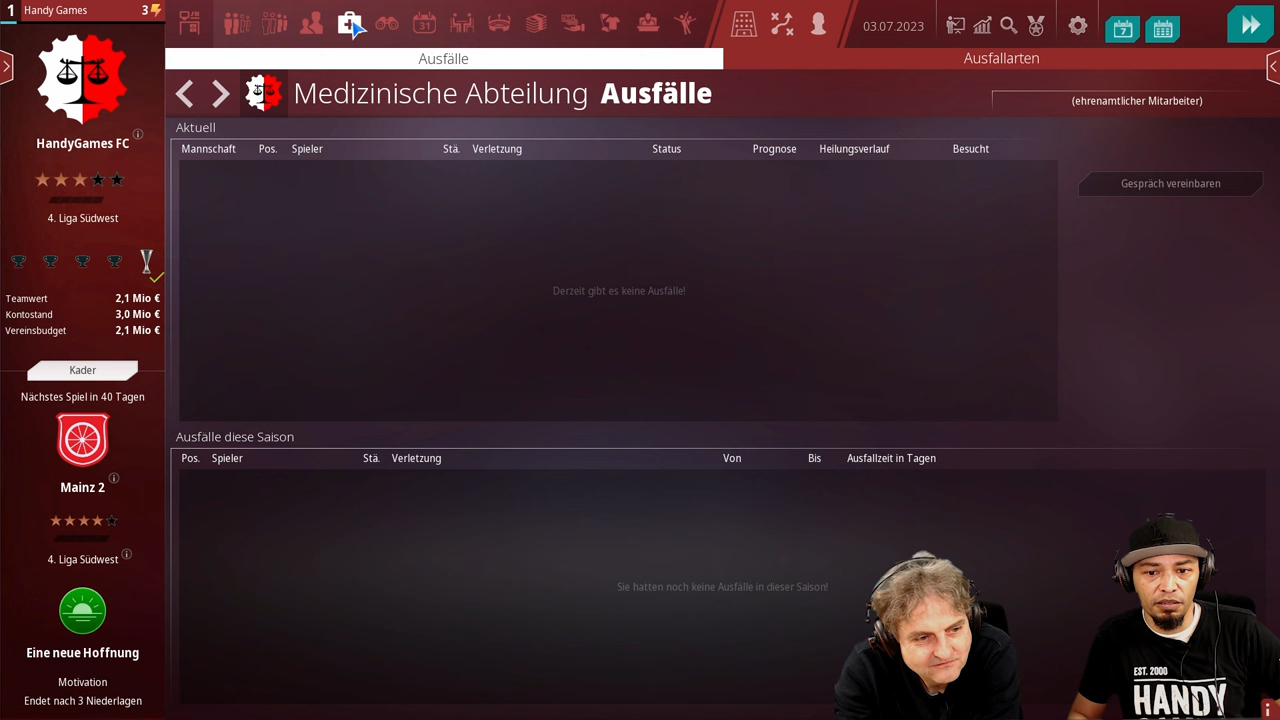 1 Handy Games 3
31
03.07.2023
7
Ausfälle
Ausfallarten
Medizinische Abteilung Ausfälle
(ehrenamtlicher Mitarbeiter)
HandyGames FC
4. Liga Südwest
Teamwert 2,1 Mio €
Kontostand 3,0 Mio €
Vereinsbudget 2,1 Mio €
Kader
Nächstes Spiel in 40 Tagen
Mainz 2
4. Liga Südwest
Eine neue Hoffnung
Motivation
Endet nach 3 Niederlagen
Aktuell
Mannschaft Pos. Spieler Stä. Verletzung Status Prognose Heilungsverlauf Besucht
Gespräch vereinbaren
Derzeit gibt es keine Ausfälle!
Ausfälle diese Saison
Pos. Spieler Stä. Verletzung Von Bis Ausfallzeit in Tagen
Sie hatten noch keine Ausfälle in dieser Saison!
EST. 2000
HANDY